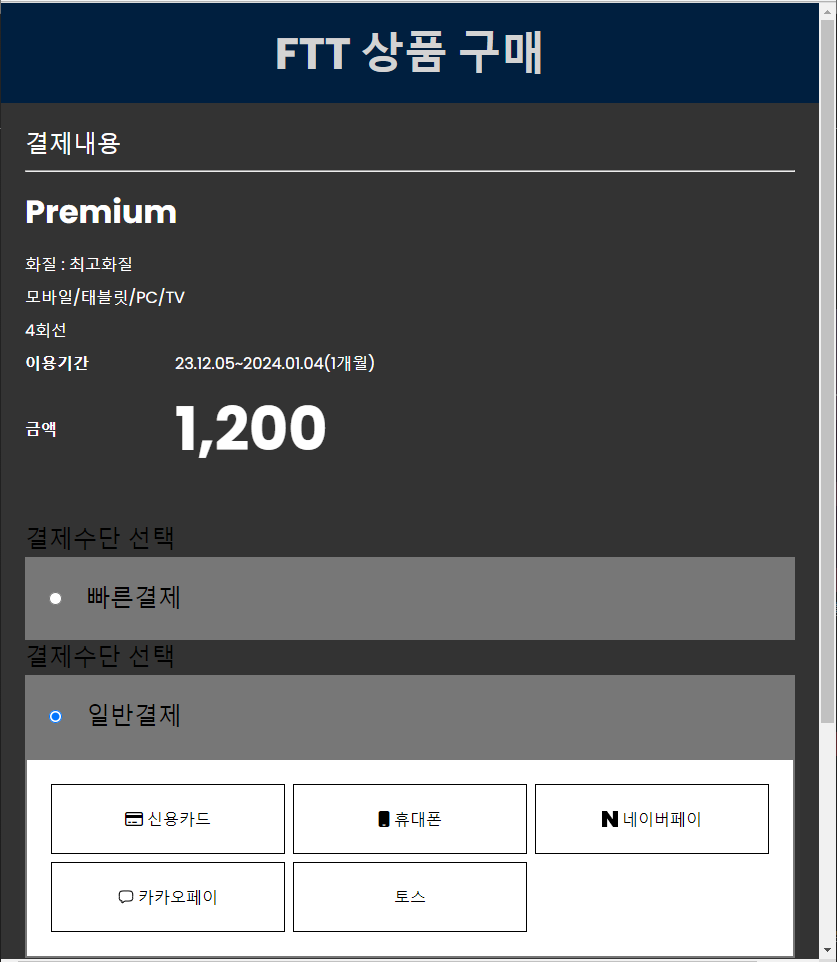 FTT 상품 구매
결제내용
Premium
화질 : 최고화질
모바일/태블릿/PC/TV
4회선
이용기간 23.12.05~2024.01.04(1개월)
금액 1,200
결제수단 선택
빠른결제
결제수단 선택
일반결제
신용카드 휴대폰 N 네이버페이
카카오페이 토스